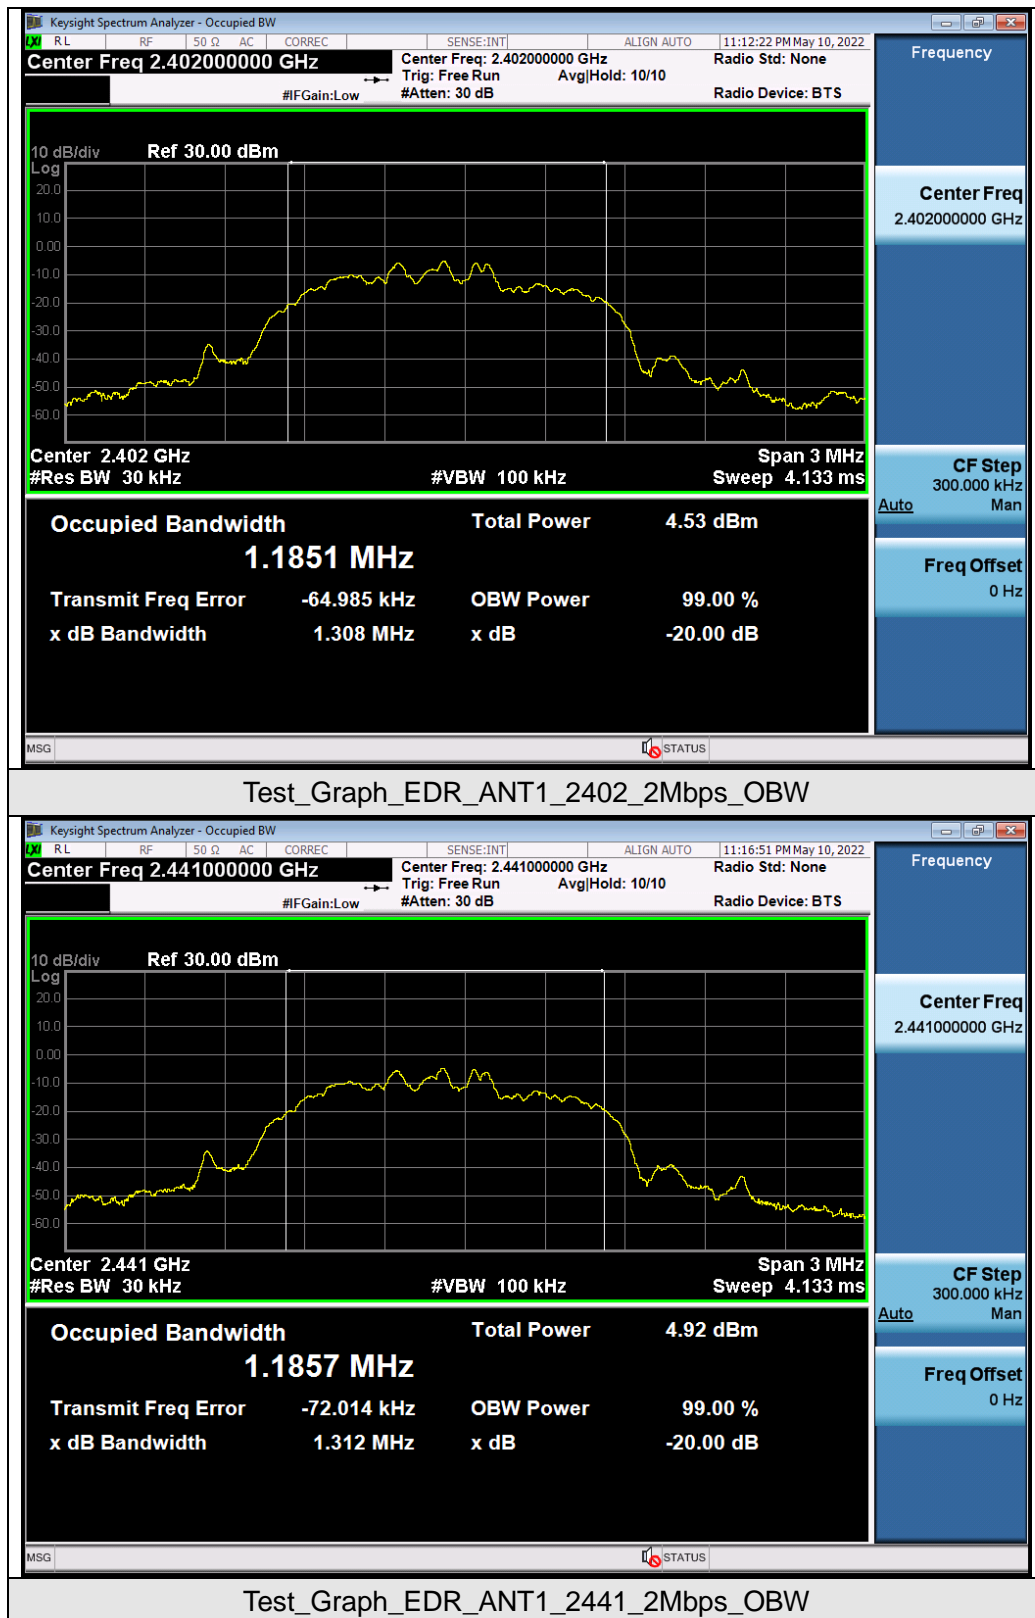 Keysight Spectrum Analyzer - Occupied BW
LXI RL RF 50 Ω AC CORREC SENSE:INT ALIGN AUTO 11:12:22 PM May 10, 2022
Center Freq 2.402000000 GHz Center Freq: 2.402000000 GHz Radio Std: None
Trig: Free Run Avg|Hold: 10/10
#IFGain:Low #Atten: 30 dB Radio Device: BTS
Frequency
10 dB/div Ref 30.00 dBm
Log
20.0
10.0
0.00
-10.0
-20.0
-30.0
-40.0
-50.0
-60.0
Center 2.402 GHz Span 3 MHz
#Res BW 30 kHz #VBW 100 kHz Sweep 4.133 ms
Center Freq
2.402000000 GHz
CF Step
300.000 kHz
Auto Man
Freq Offset
0 Hz
Occupied Bandwidth Total Power 4.53 dBm
1.1851 MHz
Transmit Freq Error -64.985 kHz OBW Power 99.00 %
x dB Bandwidth 1.308 MHz x dB -20.00 dB
MSG STATUS
Test_Graph_EDR_ANT1_2402_2Mbps_OBW
Keysight Spectrum Analyzer - Occupied BW
LXI RL RF 50 Ω AC CORREC SENSE:INT ALIGN AUTO 11:16:51 PM May 10, 2022
Center Freq 2.441000000 GHz Center Freq: 2.441000000 GHz Radio Std: None
Trig: Free Run Avg|Hold: 10/10
#IFGain:Low #Atten: 30 dB Radio Device: BTS
Frequency
10 dB/div Ref 30.00 dBm
Log
20.0
10.0
0.00
-10.0
-20.0
-30.0
-40.0
-50.0
-60.0
Center 2.441 GHz Span 3 MHz
#Res BW 30 kHz #VBW 100 kHz Sweep 4.133 ms
Center Freq
2.441000000 GHz
CF Step
300.000 kHz
Auto Man
Freq Offset
0 Hz
Occupied Bandwidth Total Power 4.92 dBm
1.1857 MHz
Transmit Freq Error -72.014 kHz OBW Power 99.00 %
x dB Bandwidth 1.312 MHz x dB -20.00 dB
MSG STATUS
Test_Graph_EDR_ANT1_2441_2Mbps_OBW